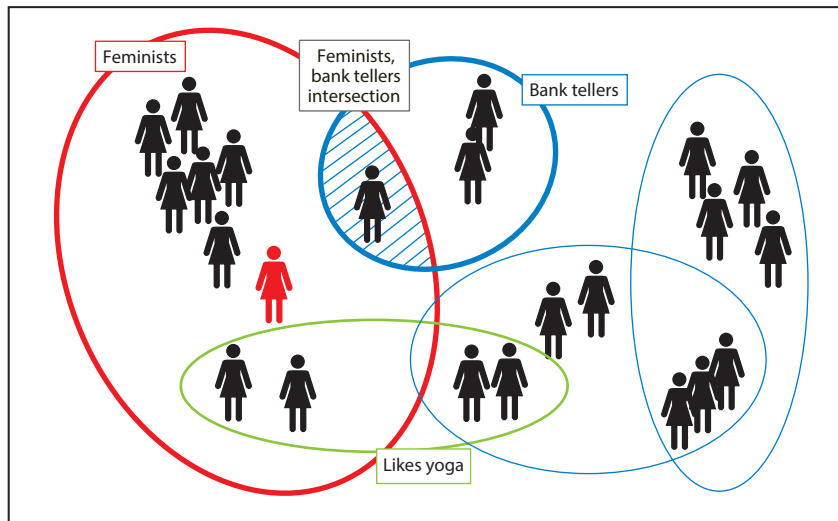 Feminists
Feminists,
bank tellers
intersection
Bank tellers
Likes yoga